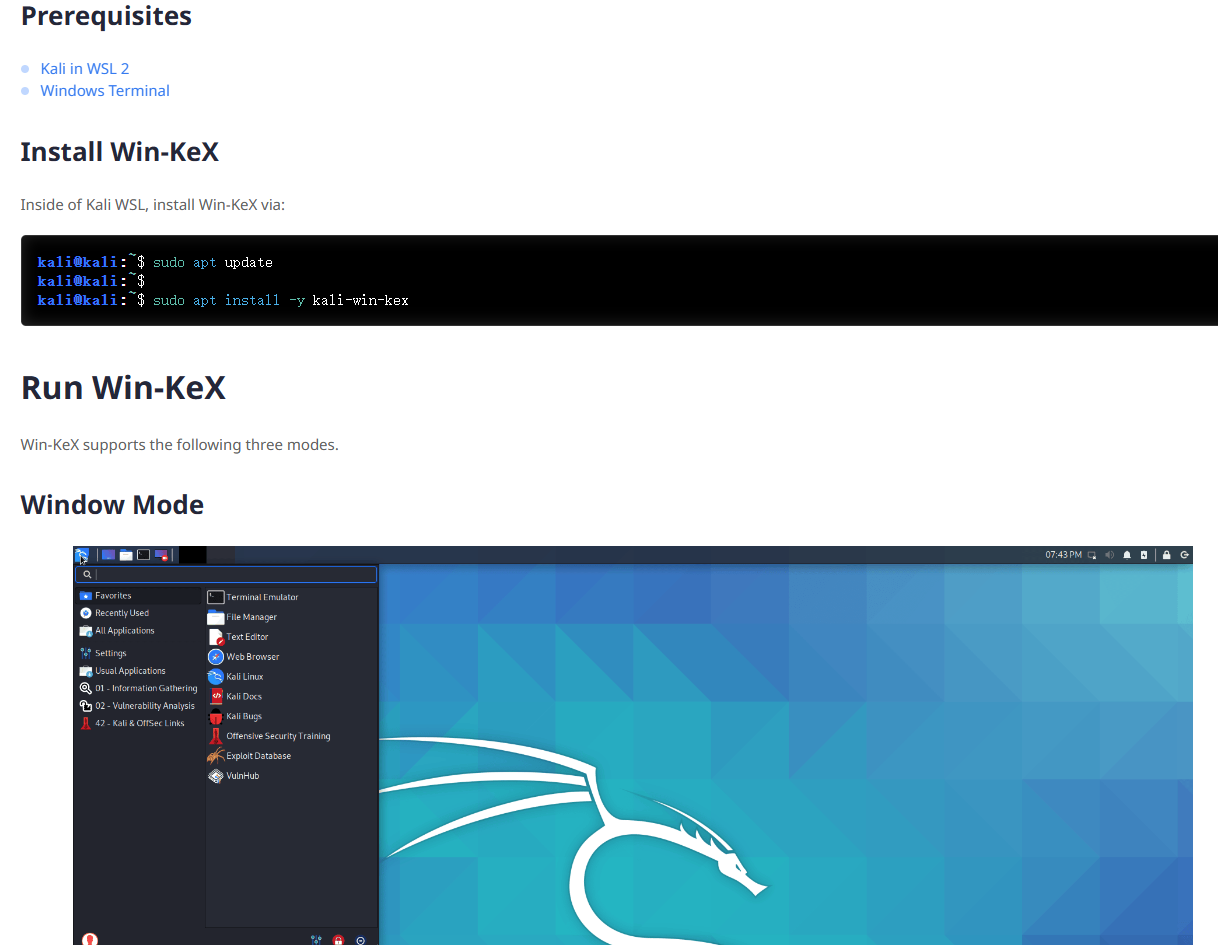 Prerequisites
Kali in WSL 2
Windows Terminal
Install Win-KeX
Inside of Kali WSL, install Win-KeX via:
kali@kali:~$ sudo apt update
kali@kali:~$
kali@kali:~$ sudo apt install -y kali-win-kex
Run Win-KeX
Win-KeX supports the following three modes.
Window Mode
07:43 PM
Favorites
Recently Used
All Applications
Settings
Usual Applications
01 - Information Gathering
02 - Vulnerability Analysis
42 - Kali & OffSec Links
Terminal Emulator
File Manager
Text Editor
Web Browser
Kali Linux
Kali Docs
Kali Bugs
Offensive Security Training
Exploit Database
VulnHub